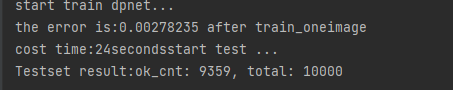 start train dpnet...
the error is:0.00278235 after train_oneimage
cost time:24secondsstart test ...
Testset result:ok_cnt: 9359, total: 10000